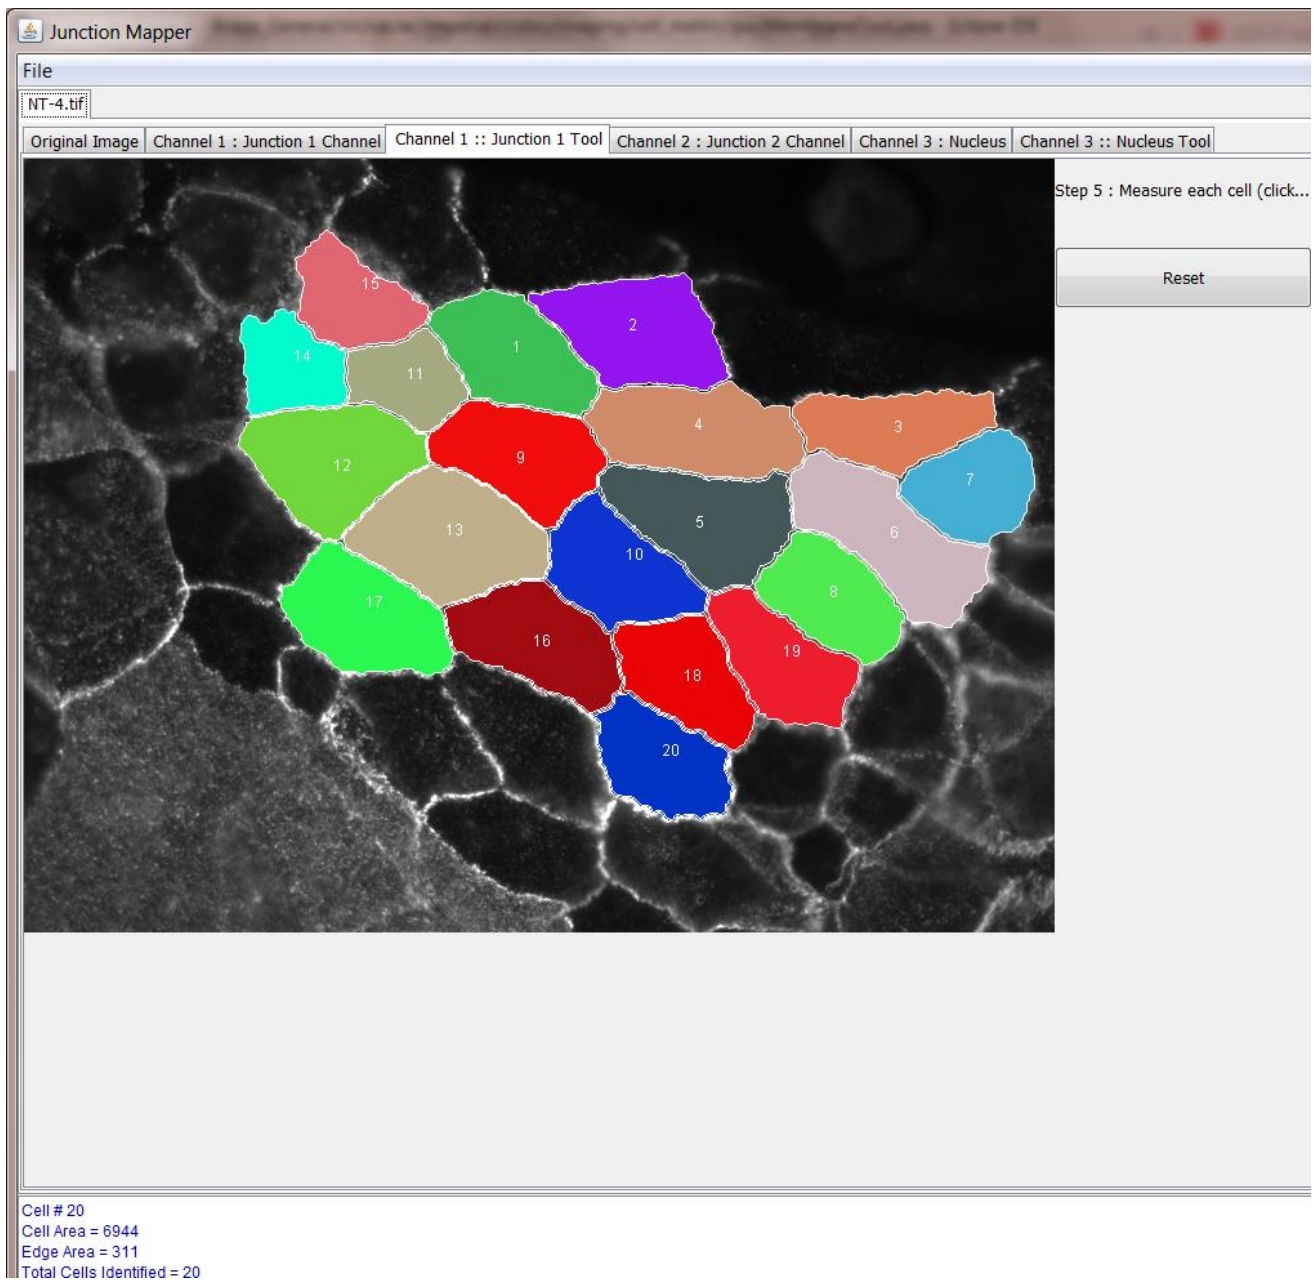 Junction Mapper
File
NT-4.tif
Original Image Channel 1 : Junction 1 Channel Channel 1 :: Junction 1 Tool Channel 2 : Junction 2 Channel Channel 3 : Nucleus Channel 3 :: Nucleus Tool
Step 5 : Measure each cell (click...
Reset
15
2
1
14
11
4
3
9
12
7
5
13
6
10
8
17
16
19
18
20
Cell # 20
Cell Area = 6944
Edge Area = 311
Total Cells Identified = 20